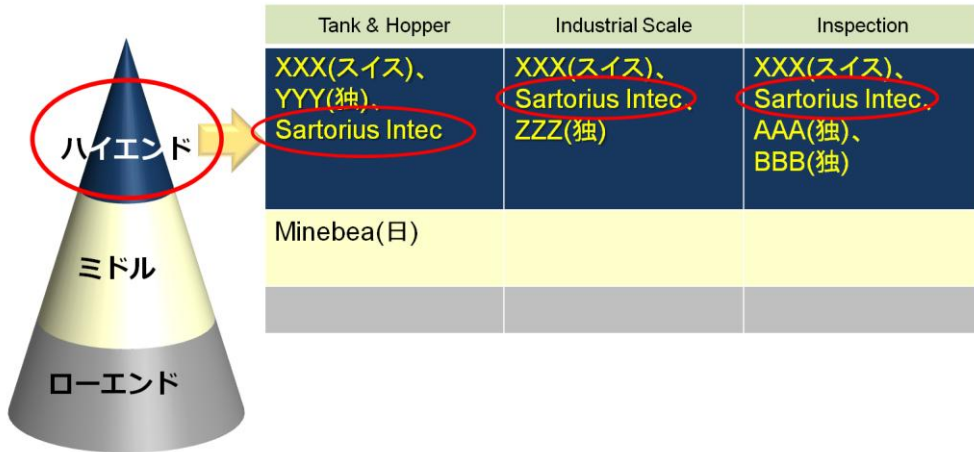 Tank & Hopper
Industrial Scale
Inspection
XXX(スイス)、
YYY(独)、
Sartorius Intec
XXX(スイス)、
Sartorius Intec、
ZZZ(独)
XXX(スイス)、
Sartorius Intec、
AAA(独)、
BBB(独)
ハイエンド
Minebea(日)
ミドル
ローエンド